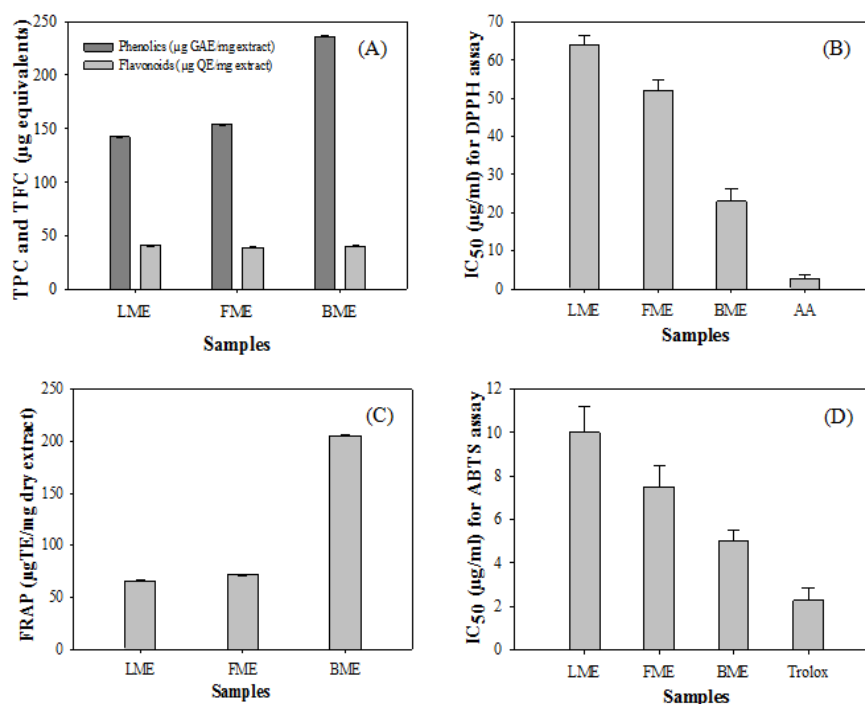 250
200
150
100
50
0
TPC and TFC (µg equivalents)
Phenolics (µg GAE/mg extract)
Flavonoids (µg QE/mg extract)
(A)
LME FME BME
Samples
70
60
50
40
30
20
10
0
IC50 (µg/ml) for DPPH assay
(B)
LME FME BME AA
Samples
250
200
150
100
50
0
FRAP (µgTE/mg dry extract)
(C)
LME FME BME
Samples
12
10
8
6
4
2
0
IC50 (µg/ml) for ABTS assay
(D)
LME FME BME Trolox
Samples